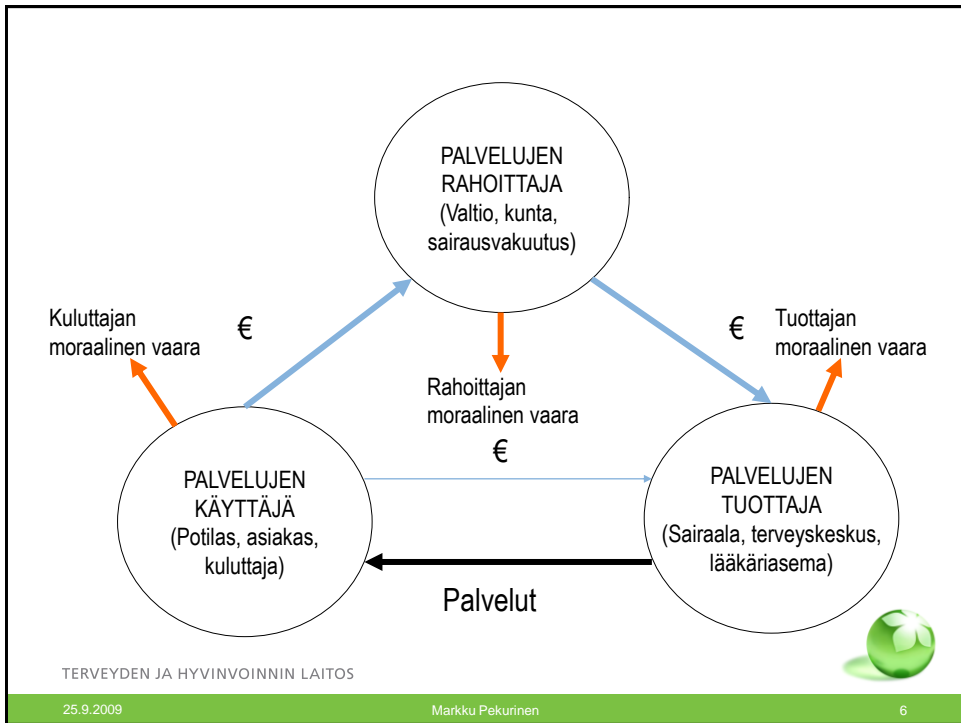 PALVELUJEN
RAHOITTAJA
(Valtio, kunta,
sairausvakuutus)
Kuluttajan
moraalinen vaara
€
€
Tuottajan
moraalinen vaara
Rahoittajan
moraalinen vaara
€
PALVELUJEN
KÄYTTÄJÄ
(Potilas, asiakas,
kuluttaja)
PALVELUJEN
TUOTTAJA
(Sairaala, terveyskeskus,
lääkäriasema)
Palvelut
TERVEYDEN JA HYVINVOINNIN LAITOS
25.9.2009
Markku Pekurinen
6